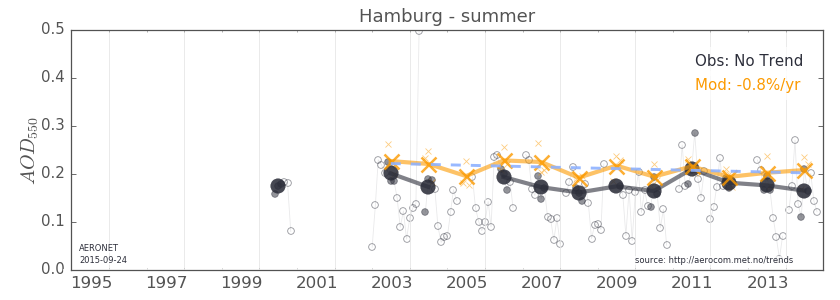 Hamburg - summer
0.5
0.4
0.3
0.2
0.1
0.0
AOD550
Obs: No Trend
Mod: -0.8%/yr
AERONET
2015-09-24
source: http://aerocom.met.no/trends
1995 1997 1999 2001 2003 2005 2007 2009 2011 2013